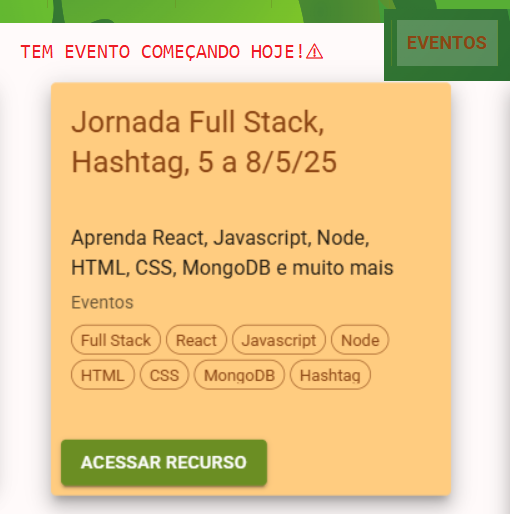 EVENTOS
TEM EVENTO COMEÇANDO HOJE!⚠
Jornada Full Stack,
Hashtag, 5 a 8/5/25
Aprenda React, Javascript, Node,
HTML, CSS, MongoDB e muito mais
Eventos
Full Stack React Javascript Node
HTML CSS MongoDB Hashtag
ACESSAR RECURSO